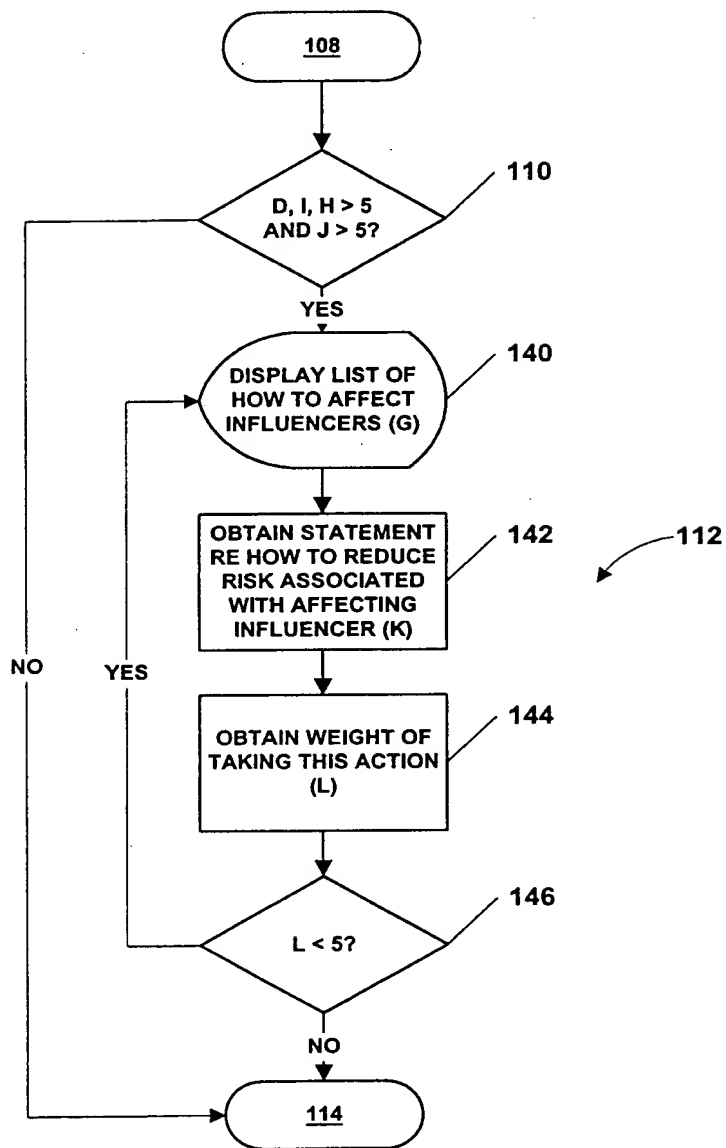 108
D, I, H > 5
AND J > 5?
110
YES
DISPLAY LIST OF
HOW TO AFFECT
INFLUENCERS (G)
140
OBTAIN STATEMENT
RE HOW TO REDUCE
RISK ASSOCIATED
WITH AFFECTING
INFLUENCER (K)
142
112
NO
YES
OBTAIN WEIGHT OF
TAKING THIS ACTION
(L)
144
L < 5?
146
NO
114